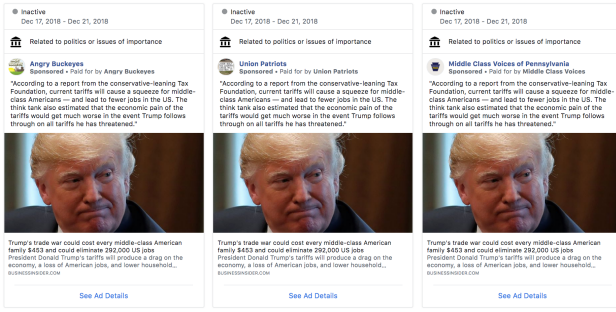 Inactive
Dec 17, 2018 - Dec 21, 2018
Related to politics or issues of importance
Angry Buckeyes
Sponsored • Paid for by Angry Buckeyes
"According to a report from the conservative-leaning Tax
Foundation, current tariffs will cause a squeeze for middle-
class Americans — and lead to fewer jobs in the US. The
think tank also estimated that the economic pain of the
tariffs would get much worse in the event Trump follows
through on all tariffs he has threatened."
Trump's trade war could cost every middle-class American
family $453 and could eliminate 292,000 US jobs
President Donald Trump's tariffs will produce a drag on the
economy, a loss of American jobs, and lower household...
BUSINESSINSIDER.COM
See Ad Details
Inactive
Dec 17, 2018 - Dec 21, 2018
Related to politics or issues of importance
Union Patriots
Sponsored • Paid for by Union Patriots
"According to a report from the conservative-leaning Tax
Foundation, current tariffs will cause a squeeze for middle-
class Americans — and lead to fewer jobs in the US. The
think tank also estimated that the economic pain of the
tariffs would get much worse in the event Trump follows
through on all tariffs he has threatened."
Trump's trade war could cost every middle-class American
family $453 and could eliminate 292,000 US jobs
President Donald Trump's tariffs will produce a drag on the
economy, a loss of American jobs, and lower household...
BUSINESSINSIDER.COM
See Ad Details
Inactive
Dec 17, 2018 - Dec 21, 2018
Related to politics or issues of importance
Middle Class Voices of Pennsylvania
Sponsored • Paid for by Middle Class Voices
"According to a report from the conservative-leaning Tax
Foundation, current tariffs will cause a squeeze for middle-
class Americans — and lead to fewer jobs in the US. The
think tank also estimated that the economic pain of the
tariffs would get much worse in the event Trump follows
through on all tariffs he has threatened."
Trump's trade war could cost every middle-class American
family $453 and could eliminate 292,000 US jobs
President Donald Trump's tariffs will produce a drag on the
economy, a loss of American jobs, and lower household...
BUSINESSINSIDER.COM
See Ad Details